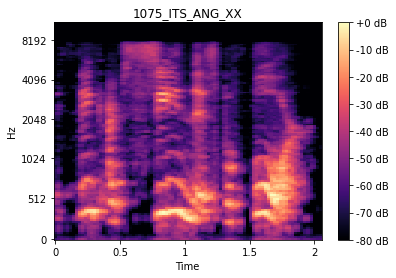 1075_ITS_ANG_XX
+0 dB
8192
-10 dB
4096
-20 dB
-30 dB
2048
Hz
-40 dB
1024
-50 dB
512
-60 dB
-70 dB
0
-80 dB
0 0.5 1 1.5 2
Time